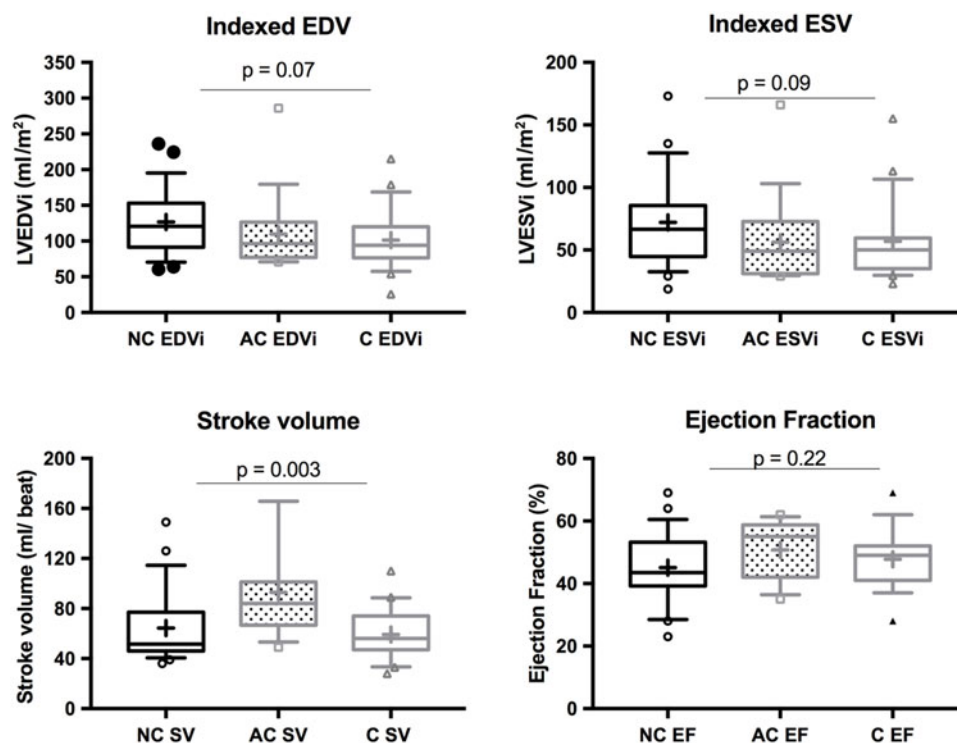 Indexed EDV
350
300
250
200
150
100
50
0
LVEDVi (ml/m²)
p = 0.07
NC EDVi AC EDVi C EDVi
Indexed ESV
200
150
100
50
0
LVESVi (ml/m²)
p = 0.09
NC ESVi AC ESVi C ESVi
Stroke volume
200
160
120
80
40
0
Stroke volume (ml/ beat)
p = 0.003
NC SV AC SV C SV
Ejection Fraction
80
60
40
20
0
Ejection Fraction (%)
p = 0.22
NC EF AC EF C EF